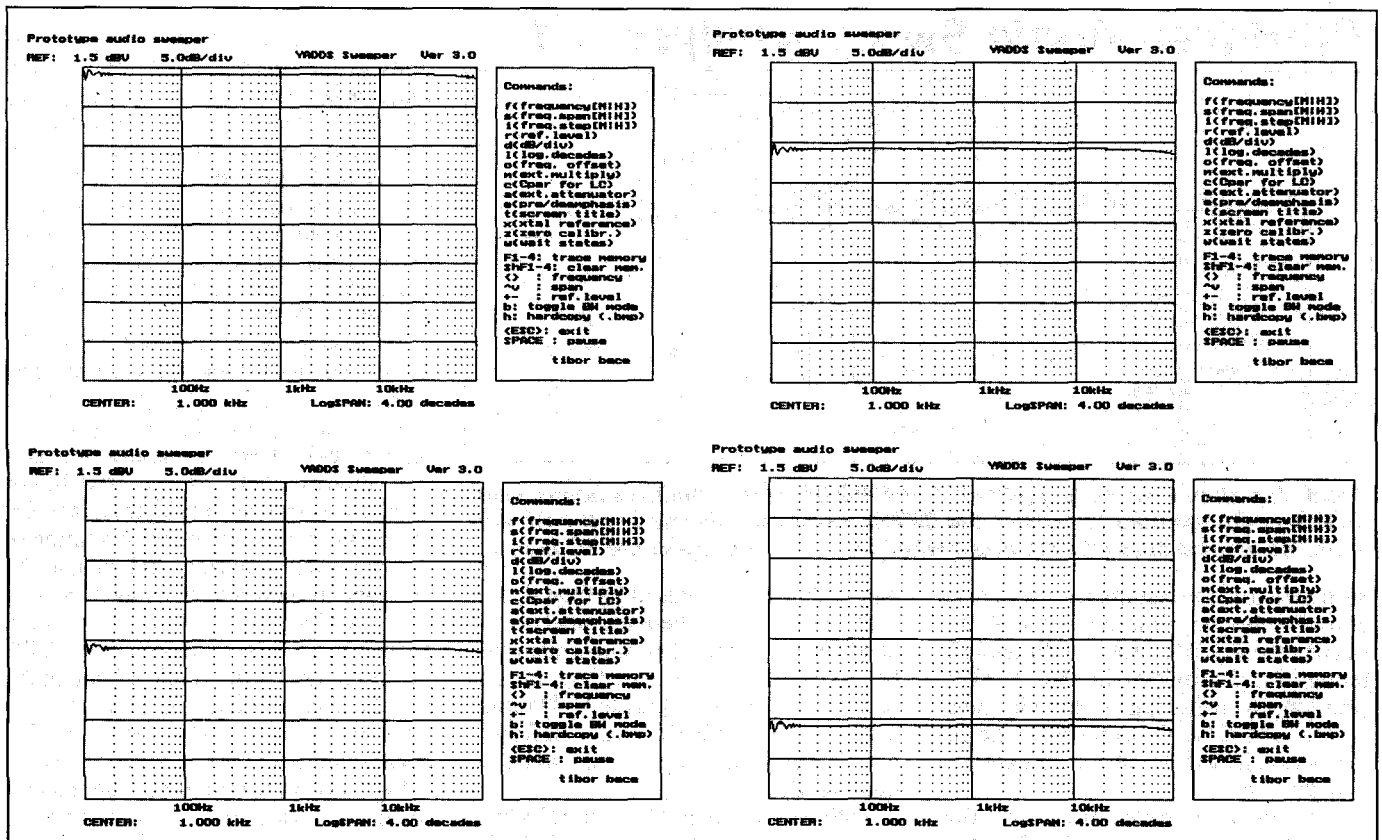 Prototype audio sweeper
REF: 1.5 dBV 5.0dB/div YADDS Sweeper Ver 3.0
100Hz 1kHz 10kHz
CENTER: 1.000 kHz LogSPAN: 4.00 decades
Commands:
f(frequency[M|H])
s(freq.span[M|H])
i(freq.step[M|H])
r(ref.level)
d(dB/div)
l(log.decades)
o(freq. offset)
m(ext.multiply)
c(Cpar for LC)
a(ext.attenuator)
e(pre/deemphasis)
t(screen title)
x(xtal reference)
z(zero calibr.)
w(wait states)
F1-4: trace memory
ShF1-4: clear mem.
<> : frequency
^v : span
+- : ref.level
b: toggle BW mode
h: hardcopy (.bmp)
<ESC>: exit
SPACE : pause
tibor bece
Prototype audio sweeper
REF: 1.5 dBV 5.0dB/div YADDS Sweeper Ver 3.0
100Hz 1kHz 10kHz
CENTER: 1.000 kHz LogSPAN: 4.00 decades
Commands:
f(frequency[M|H])
s(freq.span[M|H])
i(freq.step[M|H])
r(ref.level)
d(dB/div)
l(log.decades)
o(freq. offset)
m(ext.multiply)
c(Cpar for LC)
a(ext.attenuator)
e(pre/deemphasis)
t(screen title)
x(xtal reference)
z(zero calibr.)
w(wait states)
F1-4: trace memory
ShF1-4: clear mem.
<> : frequency
^v : span
+- : ref.level
b: toggle BW mode
h: hardcopy (.bmp)
<ESC>: exit
SPACE : pause
tibor bece
Prototype audio sweeper
REF: 1.5 dBV 5.0dB/div YADDS Sweeper Ver 3.0
100Hz 1kHz 10kHz
CENTER: 1.000 kHz LogSPAN: 4.00 decades
Commands:
f(frequency[M|H])
s(freq.span[M|H])
i(freq.step[M|H])
r(ref.level)
d(dB/div)
l(log.decades)
o(freq. offset)
m(ext.multiply)
c(Cpar for LC)
a(ext.attenuator)
e(pre/deemphasis)
t(screen title)
x(xtal reference)
z(zero calibr.)
w(wait states)
F1-4: trace memory
ShF1-4: clear mem.
<> : frequency
^v : span
+- : ref.level
b: toggle BW mode
h: hardcopy (.bmp)
<ESC>: exit
SPACE : pause
tibor bece
Prototype audio sweeper
REF: 1.5 dBV 5.0dB/div YADDS Sweeper Ver 3.0
100Hz 1kHz 10kHz
CENTER: 1.000 kHz LogSPAN: 4.00 decades
Commands:
f(frequency[M|H])
s(freq.span[M|H])
i(freq.step[M|H])
r(ref.level)
d(dB/div)
l(log.decades)
o(freq. offset)
m(ext.multiply)
c(Cpar for LC)
a(ext.attenuator)
e(pre/deemphasis)
t(screen title)
x(xtal reference)
z(zero calibr.)
w(wait states)
F1-4: trace memory
ShF1-4: clear mem.
<> : frequency
^v : span
+- : ref.level
b: toggle BW mode
h: hardcopy (.bmp)
<ESC>: exit
SPACE : pause
tibor bece